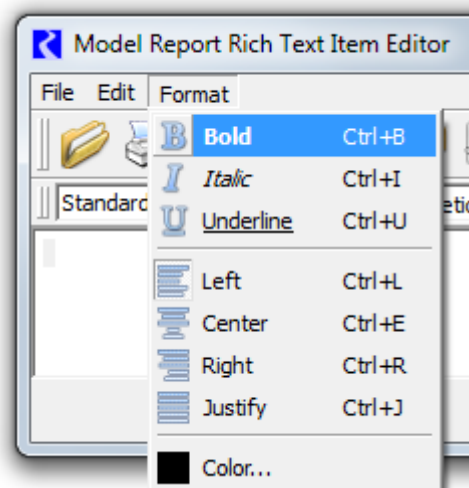 Model Report Rich Text Item Editor
File Edit Format
B Bold Ctrl+B
I Italic Ctrl+I
Standard
U Underline Ctrl+U
Left Ctrl+L
Center Ctrl+E
Right Ctrl+R
Justify Ctrl+J
Color...